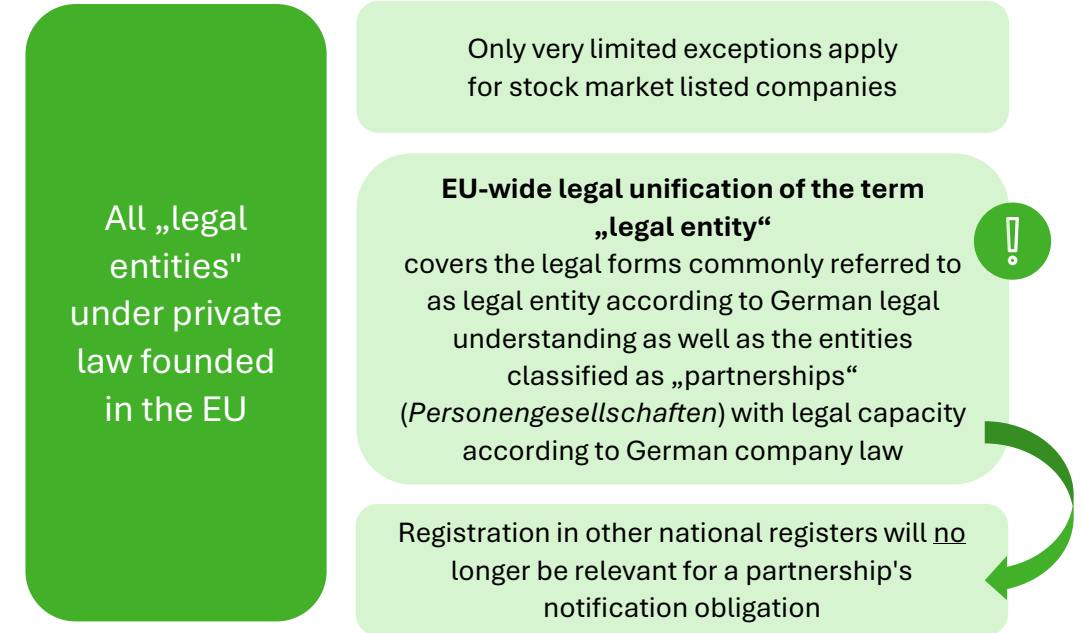 All „legal
entities"
under private
law founded
in the EU
Only very limited exceptions apply
for stock market listed companies
EU-wide legal unification of the term
„legal entity“
covers the legal forms commonly referred to
as legal entity according to German legal
understanding as well as the entities
classified as „partnerships“
(Personengesellschaften) with legal capacity
according to German company law
Registration in other national registers will no
longer be relevant for a partnership's
notification obligation